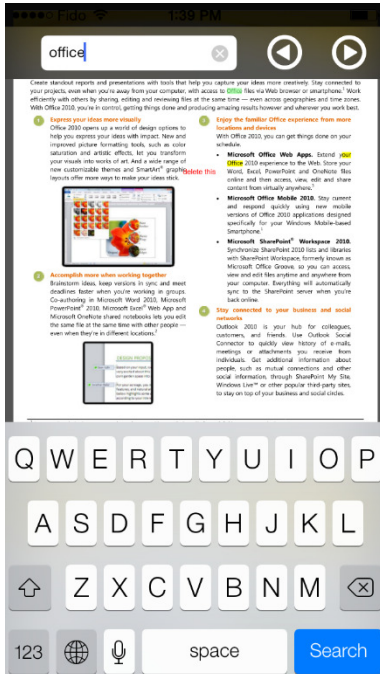 Fido 1:39 PM
office
Create standout reports and presentations with tools that help you capture your ideas more creatively. Stay connected to
your projects, even when you're away from your computer, with access to Office files via Web browser or smartphone.¹ Work
efficiently with others by sharing, editing and reviewing files at the same time — even across geographies and time zones.
With Office 2010, you're in control, getting things done and producing amazing results however and wherever you work best.
Express your ideas more visually
Office 2010 opens up a world of design options to
help you express your ideas with impact. New and
improved picture formatting tools, such as color
saturation and artistic effects, let you transform
your visuals into works of art. And a wide range of
new customizable themes and SmartArt® graphic
layouts offer more ways to make your ideas stick.
Delete this
Accomplish more when working together
Brainstorm ideas, keep versions in sync and meet
deadlines faster when you're working in groups.
Co-authoring in Microsoft Word 2010, Microsoft
PowerPoint® 2010, Microsoft Excel® Web App and
Microsoft OneNote shared notebooks lets you edit
the same file at the same time with other people —
even when they're in different locations.²
DESIGN PROPOS
Enjoy the familiar Office experience from more
locations and devices
With Office 2010, you can get things done on your
schedule.
• Microsoft Office Web Apps. Extend your
Office 2010 experience to the Web. Store your
Word, Excel, PowerPoint and OneNote files
online and then access, view, edit and share
content from virtually anywhere.³
• Microsoft Office Mobile 2010. Stay current
and respond quickly using new mobile
versions of Office 2010 applications designed
specifically for your Windows Mobile-based
Smartphone.¹
• Microsoft SharePoint® Workspace 2010.
Synchronize SharePoint 2010 lists and libraries
with SharePoint Workspace, formerly known as
Microsoft Office Groove, so you can access,
view and edit files anytime and anywhere from
your computer. Everything will automatically
sync to the SharePoint server when you're
back online.
Stay connected to your business and social
networks
Outlook 2010 is your hub for colleagues,
customers, and friends. Use Outlook Social
Connector to quickly view history of e-mails,
meetings or attachments you receive from
individuals. Get additional information about
people, such as mutual connections and other
social information, through SharePoint My Site,
Windows Live™ or other popular third-party sites,
to stay on top of your business and social circles.
Q W E R T Y U I O P
A S D F G H J K L
Z X C V B N M
123 space Search